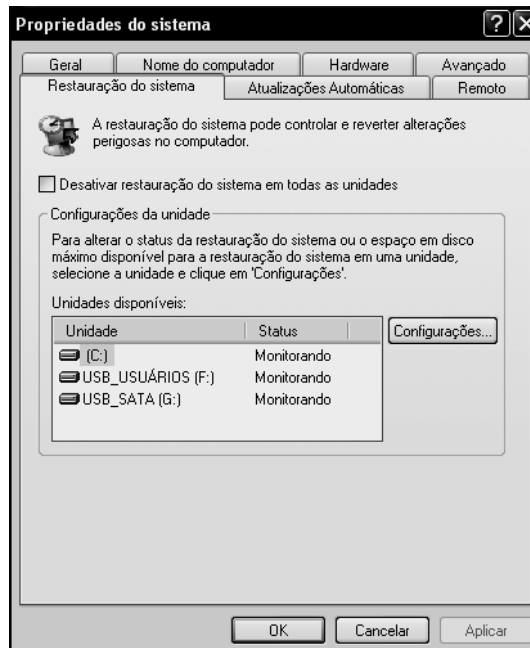 Propriedades do sistema
Geral Nome do computador Hardware Avançado
Restauração do sistema Atualizações Automáticas Remoto
A restauração do sistema pode controlar e reverter alterações
perigosas no computador.
Desativar restauração do sistema em todas as unidades
Configurações da unidade
Para alterar o status da restauração do sistema ou o espaço em disco
máximo disponível para a restauração do sistema em uma unidade,
selecione a unidade e clique em 'Configurações'.
Unidades disponíveis:
Unidade Status Configurações...
(C:) Monitorando
USB_USUÁRIOS (F:) Monitorando
USB_SATA (G:) Monitorando
OK Cancelar Aplicar